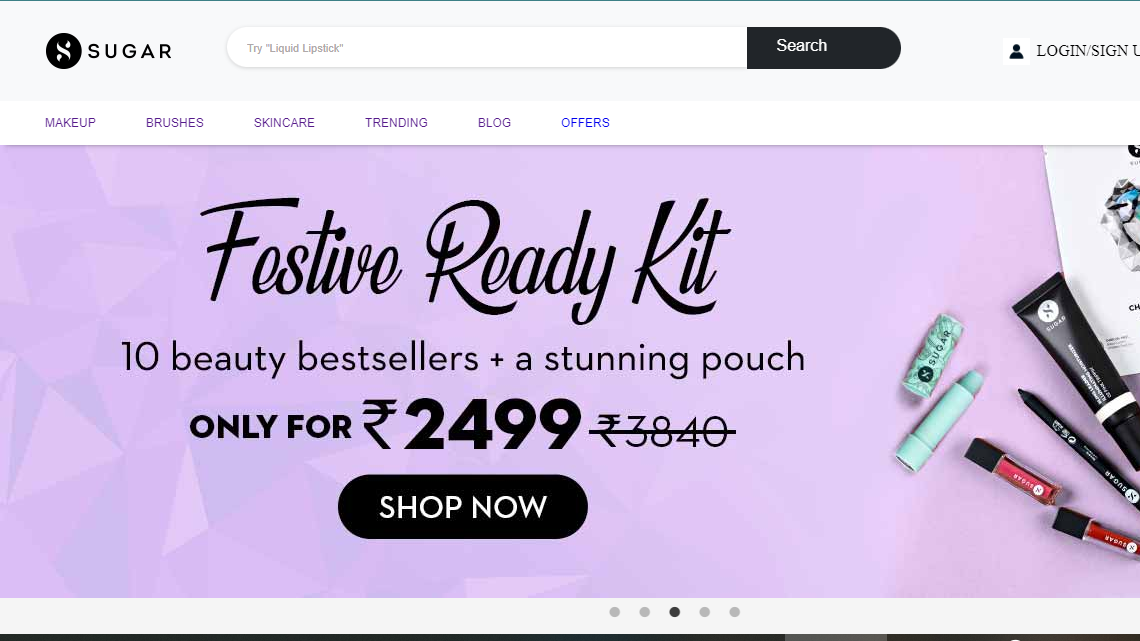 SUGAR
Try "Liquid Lipstick"
Search
LOGIN/SIGN U
MAKEUP
BRUSHES
SKINCARE
TRENDING
BLOG
OFFERS
Festive Ready Kit
10 beauty bestsellers + a stunning pouch
ONLY FOR ₹2499 ₹3840
SHOP NOW
SUGAR
SUGAR
SUGAR
SUGAR
CH